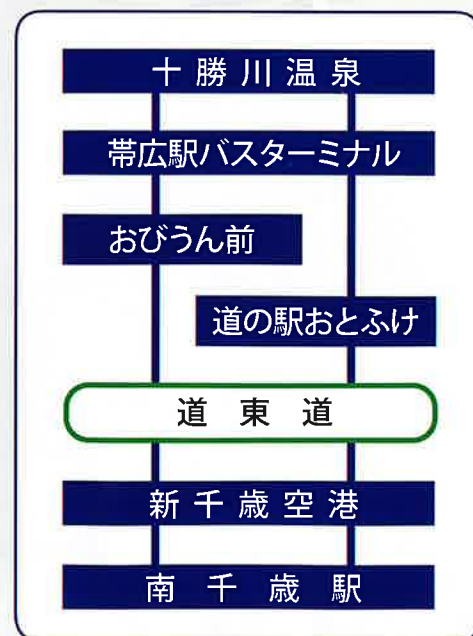 十勝川温泉
帯広駅バスターミナル
おびうん前
道の駅おとふけ
道東道
新千歳空港
南千歳駅